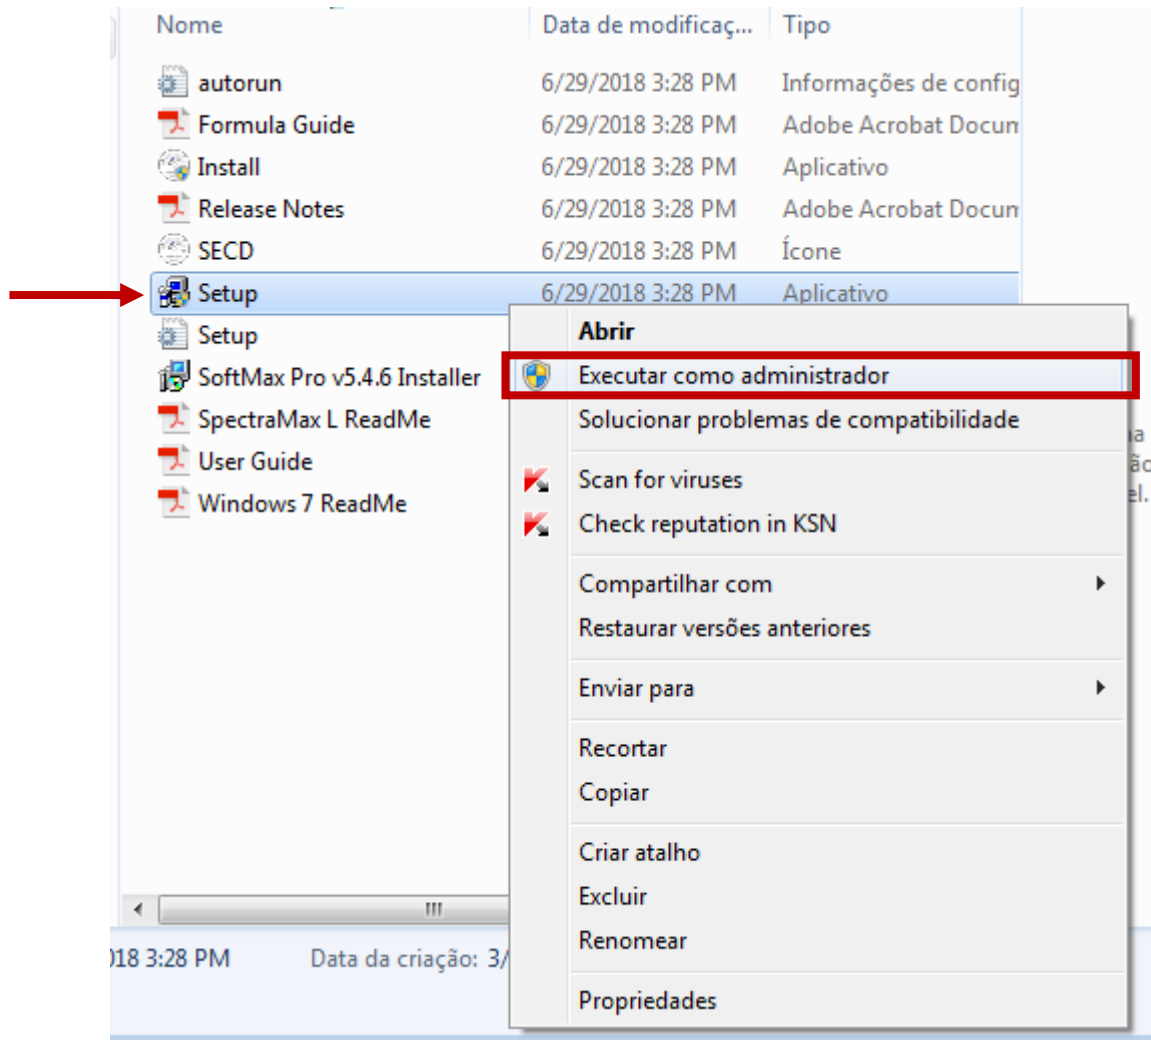 Nome Data de modificaç... Tipo
autorun 6/29/2018 3:28 PM Informações de config
Formula Guide 6/29/2018 3:28 PM Adobe Acrobat Docum
Install 6/29/2018 3:28 PM Aplicativo
Release Notes 6/29/2018 3:28 PM Adobe Acrobat Docum
SECD 6/29/2018 3:28 PM Ícone
Setup 6/29/2018 3:28 PM Aplicativo
Setup
SoftMax Pro v5.4.6 Installer
SpectraMax L ReadMe
User Guide
Windows 7 ReadMe
Abrir
Executar como administrador
Solucionar problemas de compatibilidade
Scan for viruses
Check reputation in KSN
Compartilhar com
Restaurar versões anteriores
Enviar para
Recortar
Copiar
Criar atalho
Excluir
Renomear
Propriedades
018 3:28 PM Data da criação: 3/